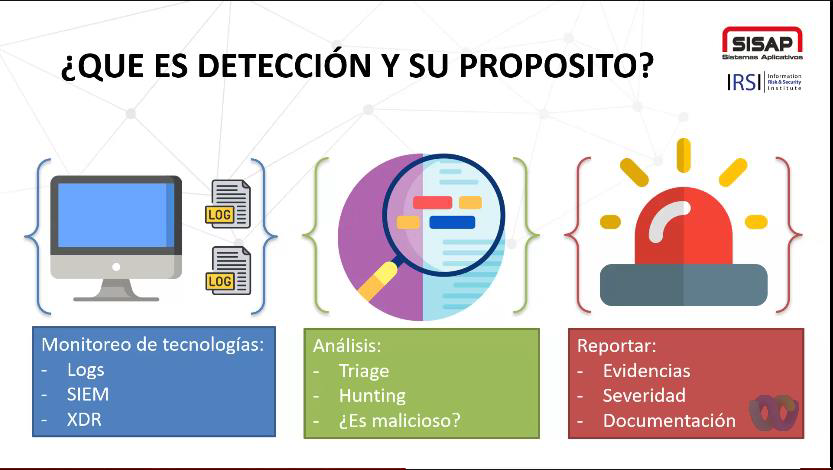 ¿QUE ES DETECCIÓN Y SU PROPOSITO?
SISAP
Sistemas Aplicativos
IRSI Information
Risk & Security
Institute
LOG
LOG
Monitoreo de tecnologías:
- Logs
- SIEM
- XDR
Análisis:
- Triage
- Hunting
- ¿Es malicioso?
Reportar:
- Evidencias
- Severidad
- Documentación